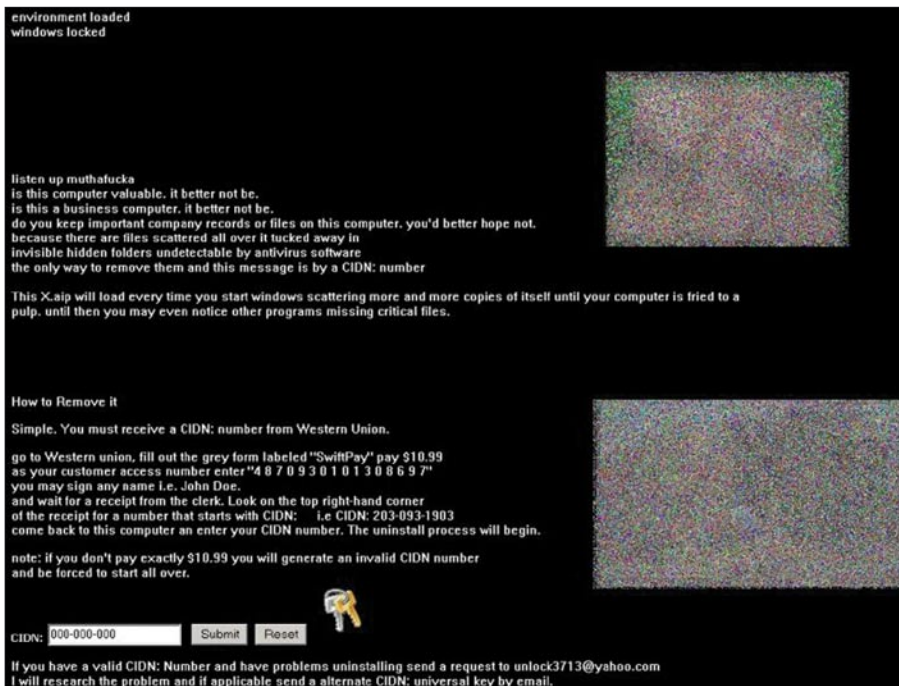 environment loaded
windows locked
listen up muthafucka
is this computer valuable. it better not be.
is this a business computer. it better not be.
do you keep important company records or files on this computer. you'd better hope not.
because there are files scattered all over it tucked away in
invisible hidden folders undetectable by antivirus software
the only way to remove them and this message is by a CIDN: number
This X.aip will load every time you start windows scattering more and more copies of itself until your computer is fried to a
pulp. until then you may even notice other programs missing critical files.
How to Remove it
Simple. You must receive a CIDN: number from Western Union.
go to Western union, fill out the grey form labeled "SwiftPay" pay $10.99
as your customer access number enter "4 8 7 0 9 3 0 1 0 1 3 0 8 6 9 7"
you may sign any name i.e. John Doe.
and wait for a receipt from the clerk. Look on the top right-hand corner
of the receipt for a number that starts with CIDN: i.e CIDN: 203-093-1903
come back to this computer an enter your CIDN number. The uninstall process will begin.
note: if you don't pay exactly $10.99 you will generate an invalid CIDN number
and be forced to start all over.
CIDN: 000-000-000 Submit Reset
If you have a valid CIDN: Number and have problems uninstalling send a request to unlock3713@yahoo.com
I will research the problem and if applicable send a alternate CIDN: universal key by email.